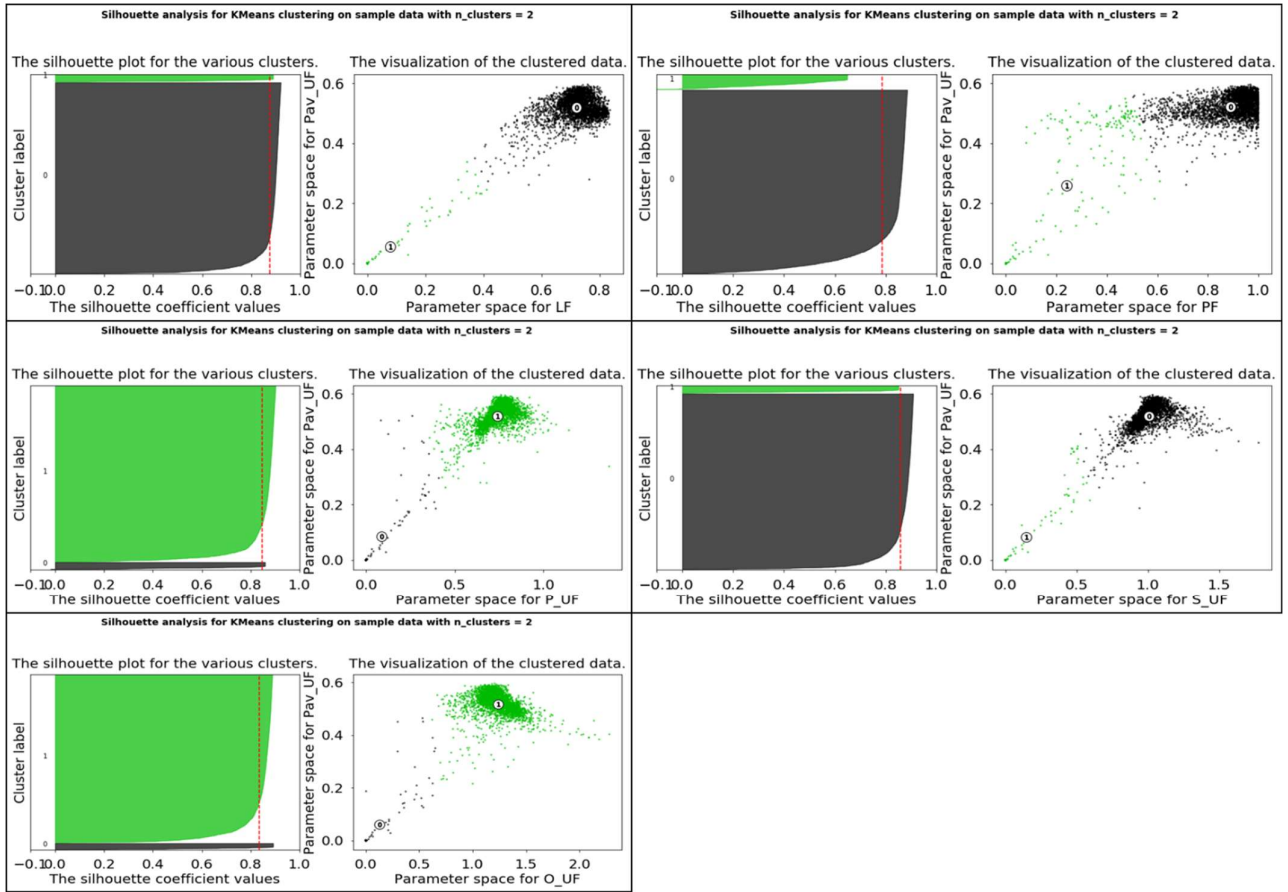 Silhouette analysis for KMeans clustering on sample data with n_clusters = 2
The silhouette plot for the various clusters.
Cluster label
1
0
−0.10.0 0.2 0.4 0.6 0.8 1.0
The silhouette coefficient values
The visualization of the clustered data.
Parameter space for Pav_UF
0.6
0.4
0.2
0.0
0
1
0.0 0.2 0.4 0.6 0.8
Parameter space for LF
Silhouette analysis for KMeans clustering on sample data with n_clusters = 2
The silhouette plot for the various clusters.
Cluster label
1
0
−0.10.0 0.2 0.4 0.6 0.8 1.0
The silhouette coefficient values
The visualization of the clustered data.
Parameter space for Pav_UF
0.6
0.4
0.2
0.0
0
1
0.0 0.2 0.4 0.6 0.8 1.0
Parameter space for PF
Silhouette analysis for KMeans clustering on sample data with n_clusters = 2
The silhouette plot for the various clusters.
Cluster label
1
0
−0.10.0 0.2 0.4 0.6 0.8 1.0
The silhouette coefficient values
The visualization of the clustered data.
Parameter space for Pav_UF
0.6
0.4
0.2
0.0
1
0
0.0 0.5 1.0
Parameter space for P_UF
Silhouette analysis for KMeans clustering on sample data with n_clusters = 2
The silhouette plot for the various clusters.
Cluster label
1
0
−0.10.0 0.2 0.4 0.6 0.8 1.0
The silhouette coefficient values
The visualization of the clustered data.
Parameter space for Pav_UF
0.6
0.4
0.2
0.0
0
1
0.0 0.5 1.0 1.5
Parameter space for S_UF
Silhouette analysis for KMeans clustering on sample data with n_clusters = 2
The silhouette plot for the various clusters.
Cluster label
1
0
−0.10.0 0.2 0.4 0.6 0.8 1.0
The silhouette coefficient values
The visualization of the clustered data.
Parameter space for Pav_UF
0.6
0.4
0.2
0.0
1
0
0.0 0.5 1.0 1.5 2.0
Parameter space for O_UF